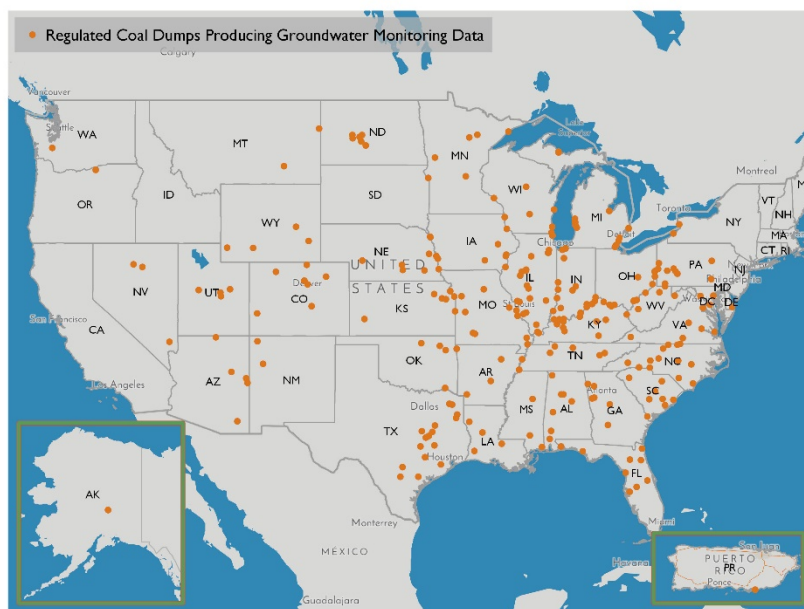 Regulated Coal Dumps Producing Groundwater Monitoring Data
Calgary
Vancouver
Seattle
WA
MT
ND
MN
Lake
Superior
Montreal
OR
ID
SD
WI
MI
Toronto
VT
NH
NY
MA
CT RI
WY
IA
Chicago
Detroit
NE
UNITED
STATES
PA
NJ
Philadelphia
NV
UT
Denver
CO
IL
IN
OH
MD
DC
DE
San Francisco
CA
KS
MO
St Louis
WV
VA
KY
Los Angeles
AZ
NM
OK
AR
TN
NC
SC
Atlanta
Dallas
MS
AL
GA
TX
LA
Houston
FL
AK
Monterrey
MÉXICO
Miami
Havana
Guadalajara
San Juan
PUERTO
RICO
PR
Ponce